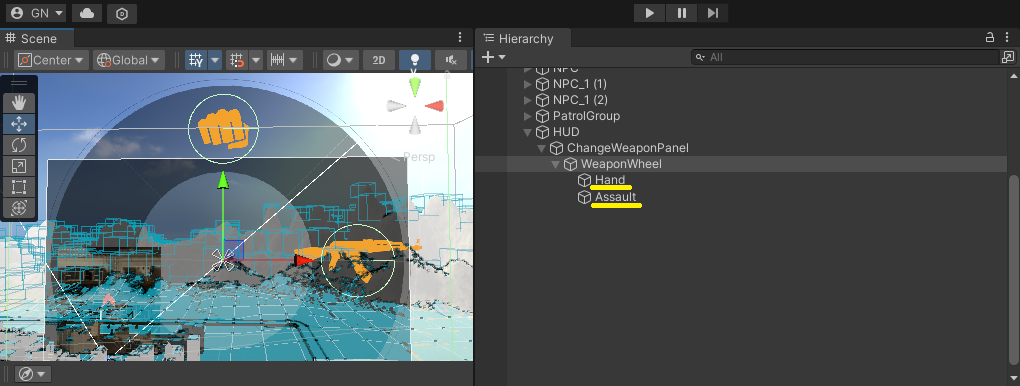 GN
Scene
Center
Global
2D
y
Persp
Hierarchy
All
NPC
NPC_1 (1)
NPC_1 (2)
PatrolGroup
HUD
ChangeWeaponPanel
WeaponWheel
Hand
Assault